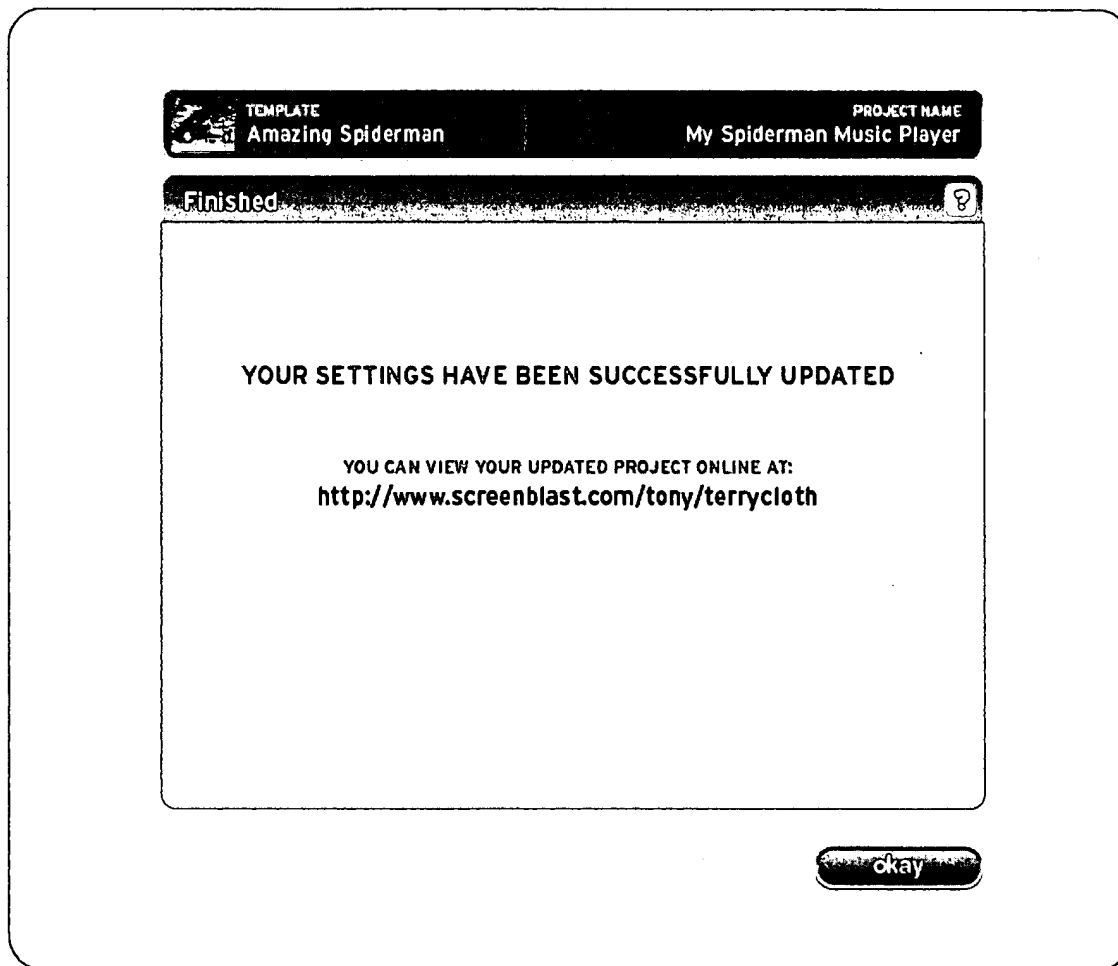 TEMPLATE
Amazing Spiderman
PROJECT NAME
My Spiderman Music Player
Finished
?
YOUR SETTINGS HAVE BEEN SUCCESSFULLY UPDATED
YOU CAN VIEW YOUR UPDATED PROJECT ONLINE AT:
http://www.screenblast.com/tony/terrycloth
okay